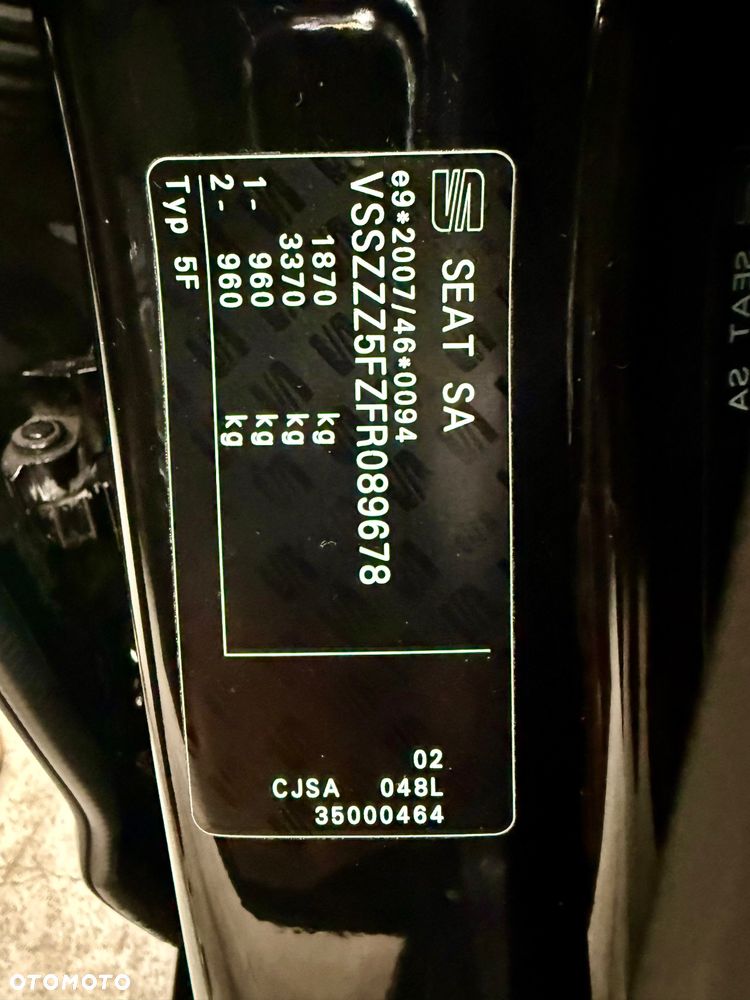 SEAT SA
e9*2007/46*0094
VSSZZZ5FZFR089678
1870 kg
3370 kg
1- 960 kg
2- 960 kg
Typ 5F
02
CJSA 048L
35000464
SEAT SA
OTOMOTO